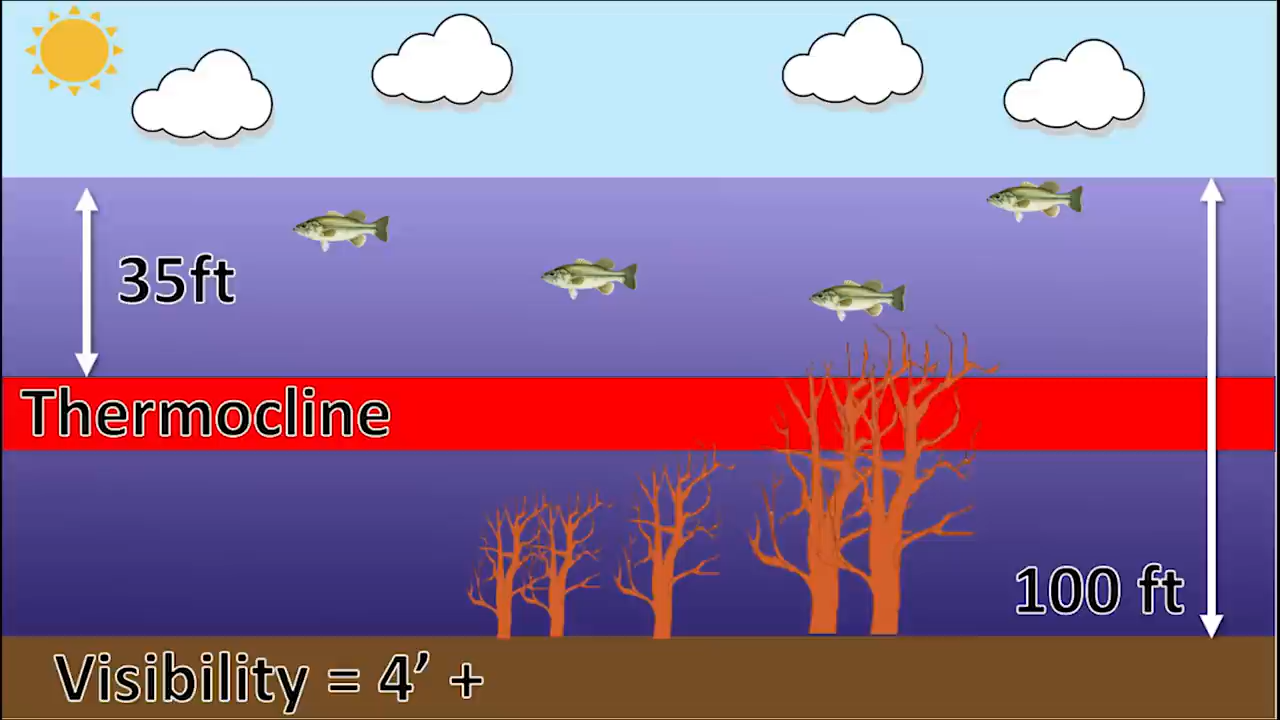 35ft
Thermocline
100 ft
Visibility = 4’ +